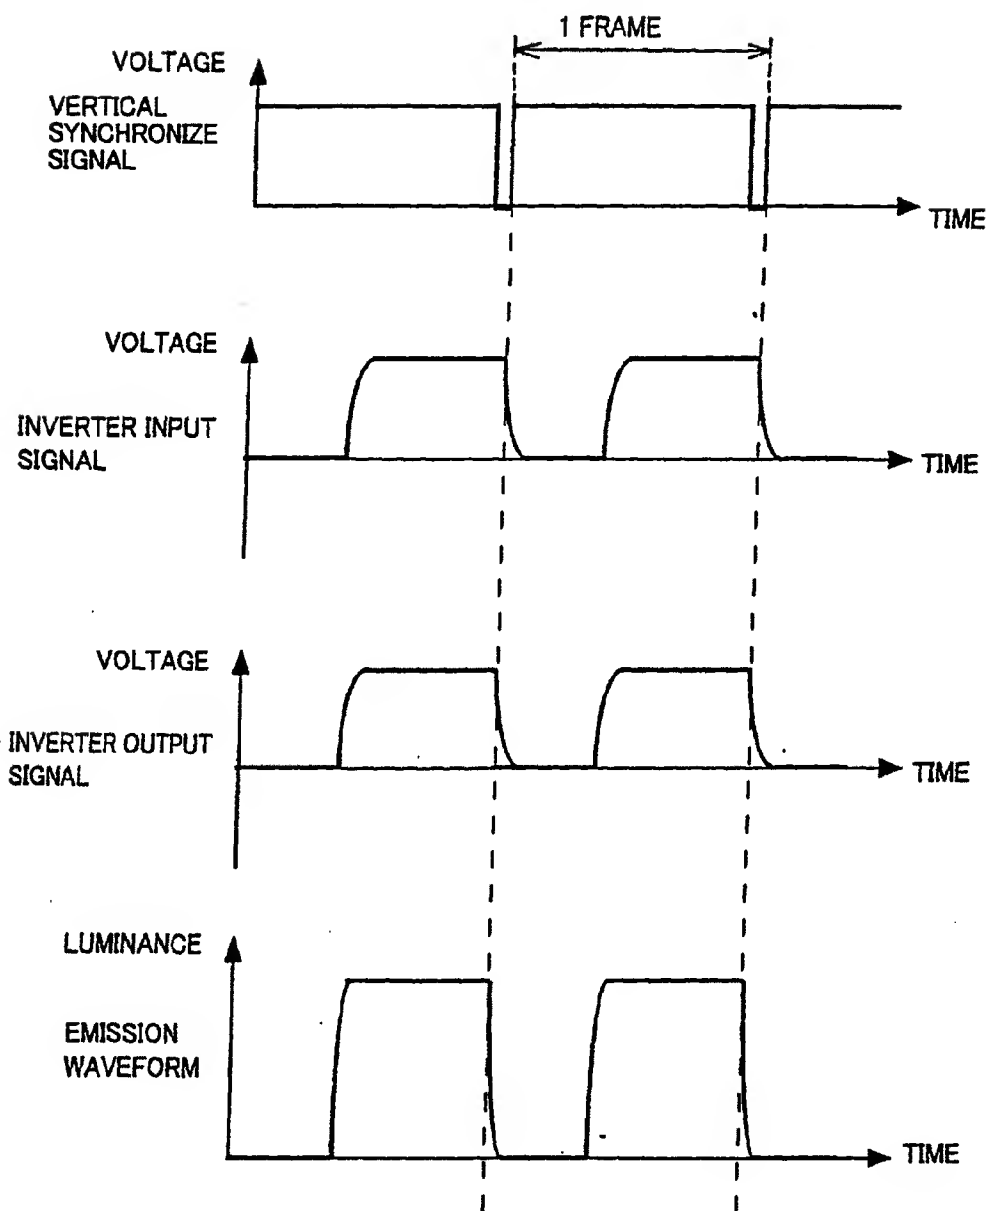 1 FRAME
VOLTAGE
VERTICAL
SYNCHRONIZE
SIGNAL
TIME
VOLTAGE
INVERTER INPUT
SIGNAL
TIME
VOLTAGE
INVERTER OUTPUT
SIGNAL
TIME
LUMINANCE
EMISSION
WAVEFORM
TIME